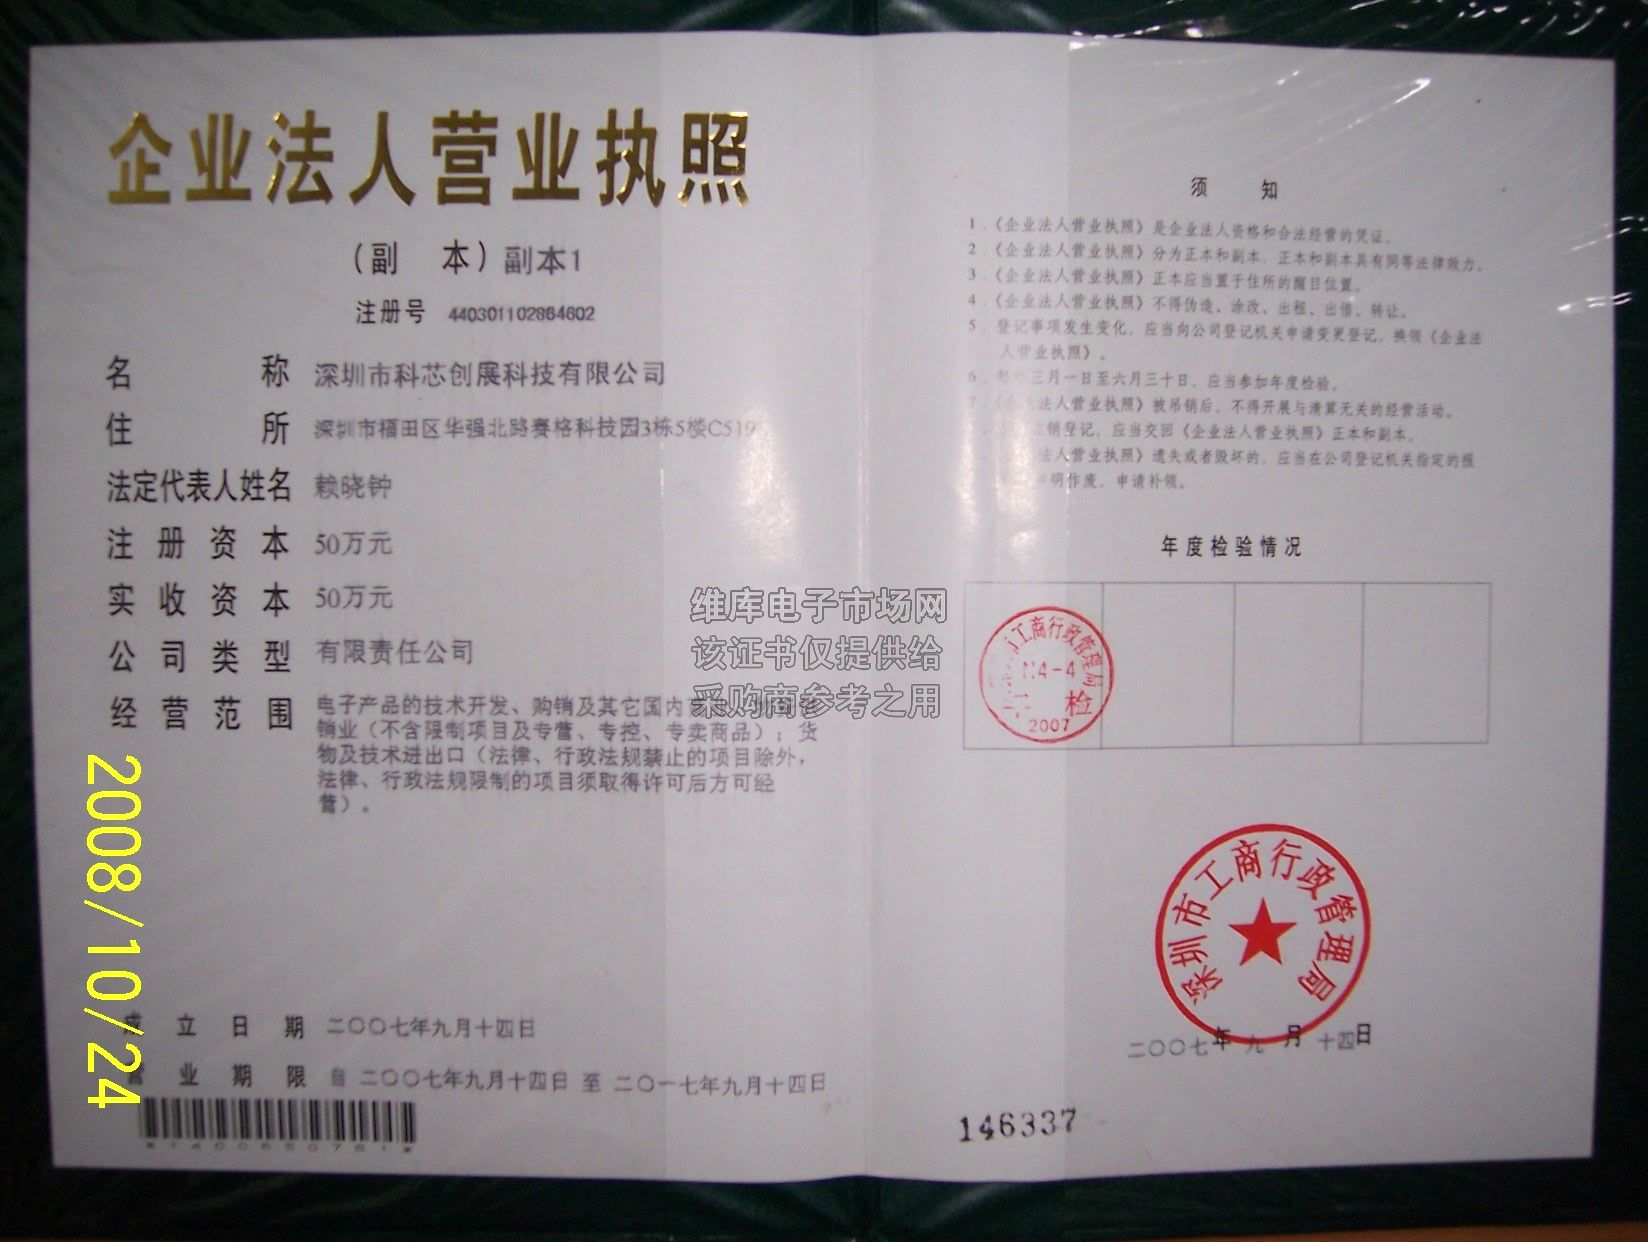 企业法人营业执照
（副 本）副本1
注册号 440301102864602
名 称 深圳市科芯创展科技有限公司
住 所 深圳市福田区华强北路赛格科技园3栋5楼C519
法定代表人姓名 赖晓钟
注册资本 50万元
实收资本 50万元
公司类型 有限责任公司
经营范围 电子产品的技术开发、购销及其它国内
销业（不含限制项目及专营、专控、专卖商品）；货
物及技术进出口（法律、行政法规禁止的项目除外，
法律、行政法规限制的项目须取得许可后方可经
营）。
成立日期 二〇〇七年九月十四日
营业期限 自 二〇〇七年九月十四日 至 二〇一七年九月十四日
2008/10/24
维库电子市场网
该证书仅提供给
采购商参考之用
须 知
1．《企业法人营业执照》是企业法人资格和合法经营的凭证。
2．《企业法人营业执照》分为正本和副本，正本和副本具有同等法律效力。
3．《企业法人营业执照》正本应当置于住所的醒目位置。
4．《企业法人营业执照》不得伪造、涂改、出租、出借、转让。
5．登记事项发生变化，应当向公司登记机关申请变更登记，换领《企业法
人营业执照》。
6．三月一日至六月三十日，应当参加年度检验。
7．企业法人营业执照》被吊销后，不得开展与清算无关的经营活动。
销登记，应当交回《企业法人营业执照》正本和副本。
法人营业执照》遗失或者毁坏的，应当在公司登记机关指定的报
声明作废，申请补领。
年度检验情况
市工商行政管理局
N4-4
检
2007
深圳市工商行政管理局
二〇〇七年九月十四日
146337